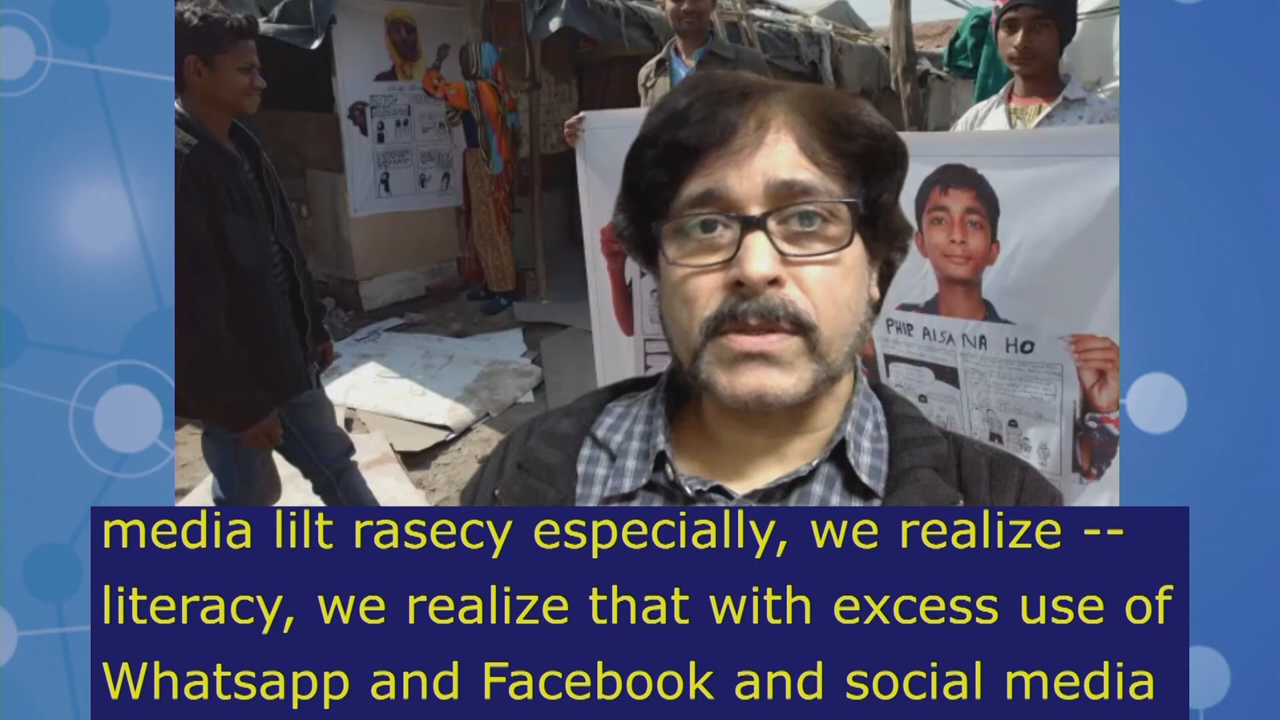 PHIR AISA NA HO
media lilt rasecy especially, we realize --
literacy, we realize that with excess use of
Whatsapp and Facebook and social media